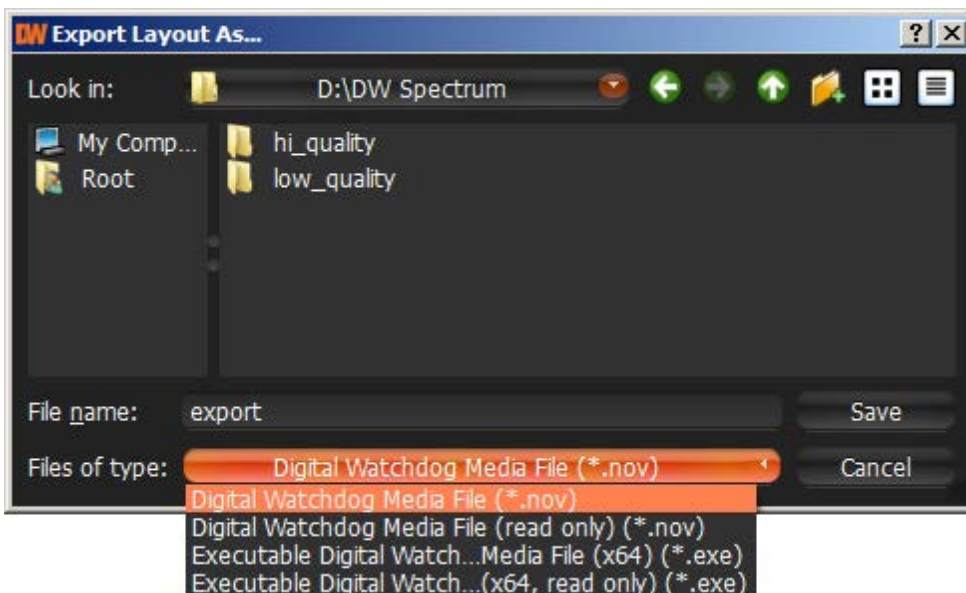 DW Export Layout As...
Look in: D:\DW Spectrum
My Comp... hi_quality
Root low_quality
File name: export Save
Files of type: Digital Watchdog Media File (*.nov) Cancel
Digital Watchdog Media File (*.nov)
Digital Watchdog Media File (read only) (*.nov)
Executable Digital Watch...Media File (x64) (*.exe)
Executable Digital Watch...(x64, read only) (*.exe)